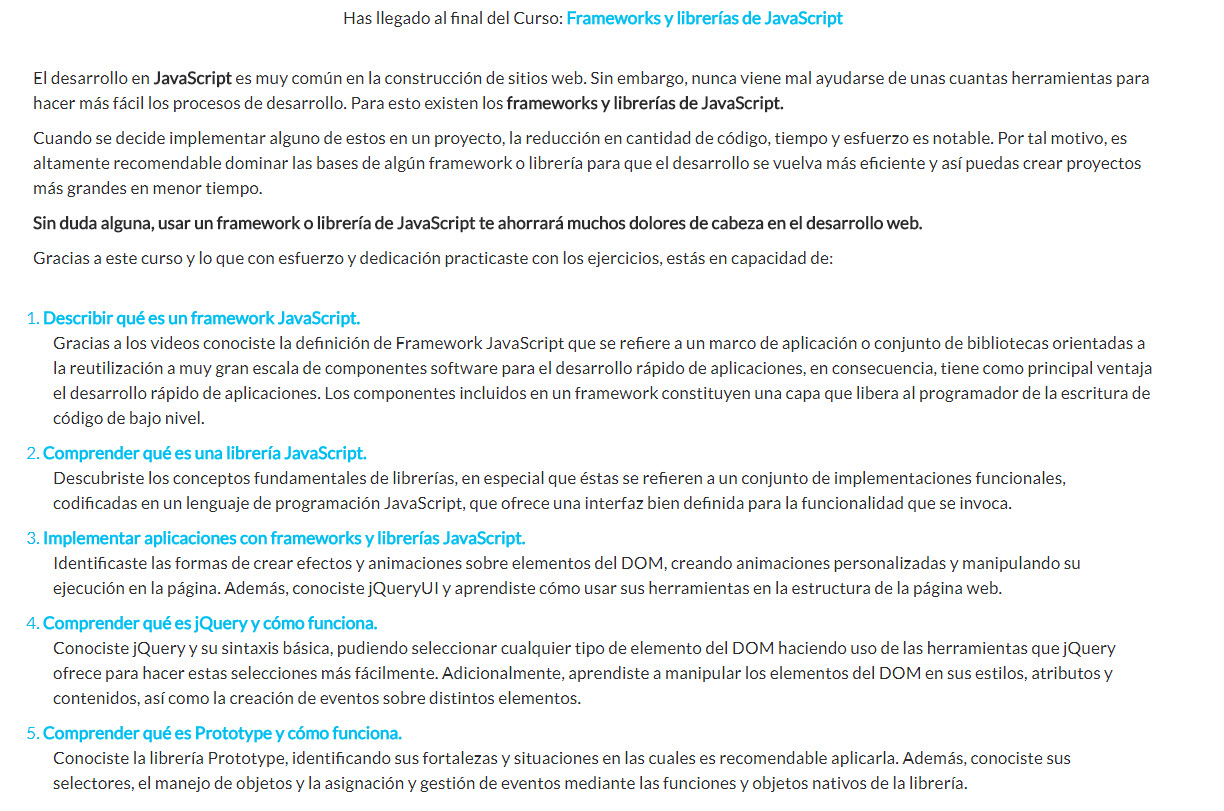 Has llegado al final del Curso: Frameworks y librerías de JavaScript
El desarrollo en JavaScript es muy común en la construcción de sitios web. Sin embargo, nunca viene mal ayudarse de unas cuantas herramientas para
hacer más fácil los procesos de desarrollo. Para esto existen los frameworks y librerías de JavaScript.
Cuando se decide implementar alguno de estos en un proyecto, la reducción en cantidad de código, tiempo y esfuerzo es notable. Por tal motivo, es
altamente recomendable dominar las bases de algún framework o librería para que el desarrollo se vuelva más eficiente y así puedas crear proyectos
más grandes en menor tiempo.
Sin duda alguna, usar un framework o librería de JavaScript te ahorrará muchos dolores de cabeza en el desarrollo web.
Gracias a este curso y lo que con esfuerzo y dedicación practicaste con los ejercicios, estás en capacidad de:
1. Describir qué es un framework JavaScript.
Gracias a los videos conociste la definición de Framework JavaScript que se refiere a un marco de aplicación o conjunto de bibliotecas orientadas a
la reutilización a muy gran escala de componentes software para el desarrollo rápido de aplicaciones, en consecuencia, tiene como principal ventaja
el desarrollo rápido de aplicaciones. Los componentes incluidos en un framework constituyen una capa que libera al programador de la escritura de
código de bajo nivel.
2. Comprender qué es una librería JavaScript.
Descubriste los conceptos fundamentales de librerías, en especial que éstas se refieren a un conjunto de implementaciones funcionales,
codificadas en un lenguaje de programación JavaScript, que ofrece una interfaz bien definida para la funcionalidad que se invoca.
3. Implementar aplicaciones con frameworks y librerías JavaScript.
Identificaste las formas de crear efectos y animaciones sobre elementos del DOM, creando animaciones personalizadas y manipulando su
ejecución en la página. Además, conociste jQueryUI y aprendiste cómo usar sus herramientas en la estructura de la página web.
4. Comprender qué es jQuery y cómo funciona.
Conociste jQuery y su sintaxis básica, pudiendo seleccionar cualquier tipo de elemento del DOM haciendo uso de las herramientas que jQuery
ofrece para hacer estas selecciones más fácilmente. Adicionalmente, aprendiste a manipular los elementos del DOM en sus estilos, atributos y
contenidos, así como la creación de eventos sobre distintos elementos.
5. Comprender qué es Prototype y cómo funciona.
Conociste la librería Prototype, identificando sus fortalezas y situaciones en las cuales es recomendable aplicarla. Además, conociste sus
selectores, el manejo de objetos y la asignación y gestión de eventos mediante las funciones y objetos nativos de la librería.